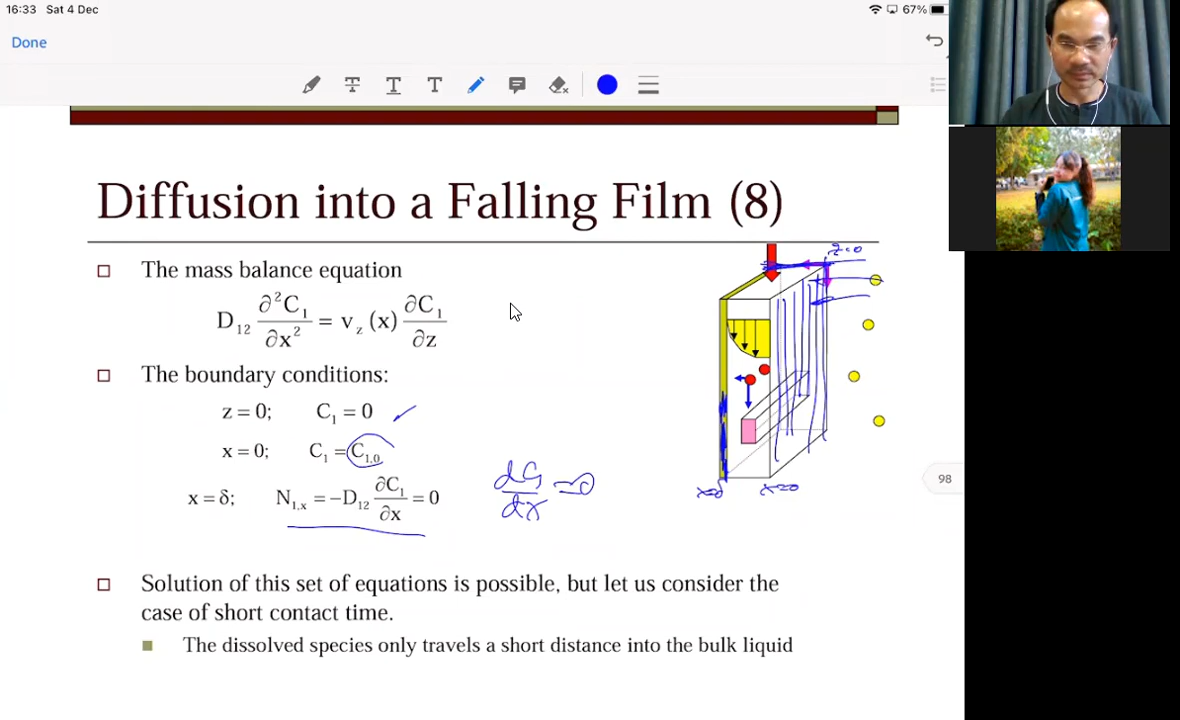 16:33 Sat 4 Dec
67%
Done
Diffusion into a Falling Film (8)
z=0
The mass balance equation
D₁₂ ∂²C₁/∂x² = v_z (x) ∂C₁/∂z
The boundary conditions:
z = 0; C₁ = 0 ✓
x = 0; C₁ = C₁,₀
x = δ; N₁,ₓ = −D₁₂ ∂C₁/∂x = 0
dC₁/dx = 0
x=δ x=0
98
Solution of this set of equations is possible, but let us consider the
case of short contact time.
The dissolved species only travels a short distance into the bulk liquid